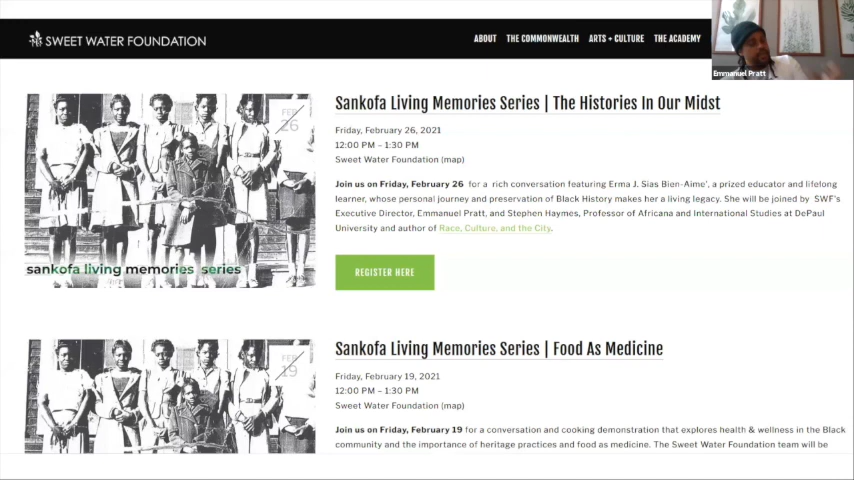 SWEET WATER FOUNDATION
ABOUT THE COMMONWEALTH ARTS + CULTURE THE ACADEMY
Emmanuel Pratt
FEB
26
sankofa living memories series
Sankofa Living Memories Series | The Histories In Our Midst
Friday, February 26, 2021
12:00 PM – 1:30 PM
Sweet Water Foundation (map)
Join us on Friday, February 26 for a rich conversation featuring Erma J. Sias Bien-Aime’, a prized educator and lifelong
learner, whose personal journey and preservation of Black History makes her a living legacy. She will be joined by SWF's
Executive Director, Emmanuel Pratt, and Stephen Haymes, Professor of Africana and International Studies at DePaul
University and author of Race, Culture, and the City.
REGISTER HERE
FEB
19
Sankofa Living Memories Series | Food As Medicine
Friday, February 19, 2021
12:00 PM – 1:30 PM
Sweet Water Foundation (map)
Join us on Friday, February 19 for a conversation and cooking demonstration that explores health & wellness in the Black
community and the importance of heritage practices and food as medicine. The Sweet Water Foundation team will be